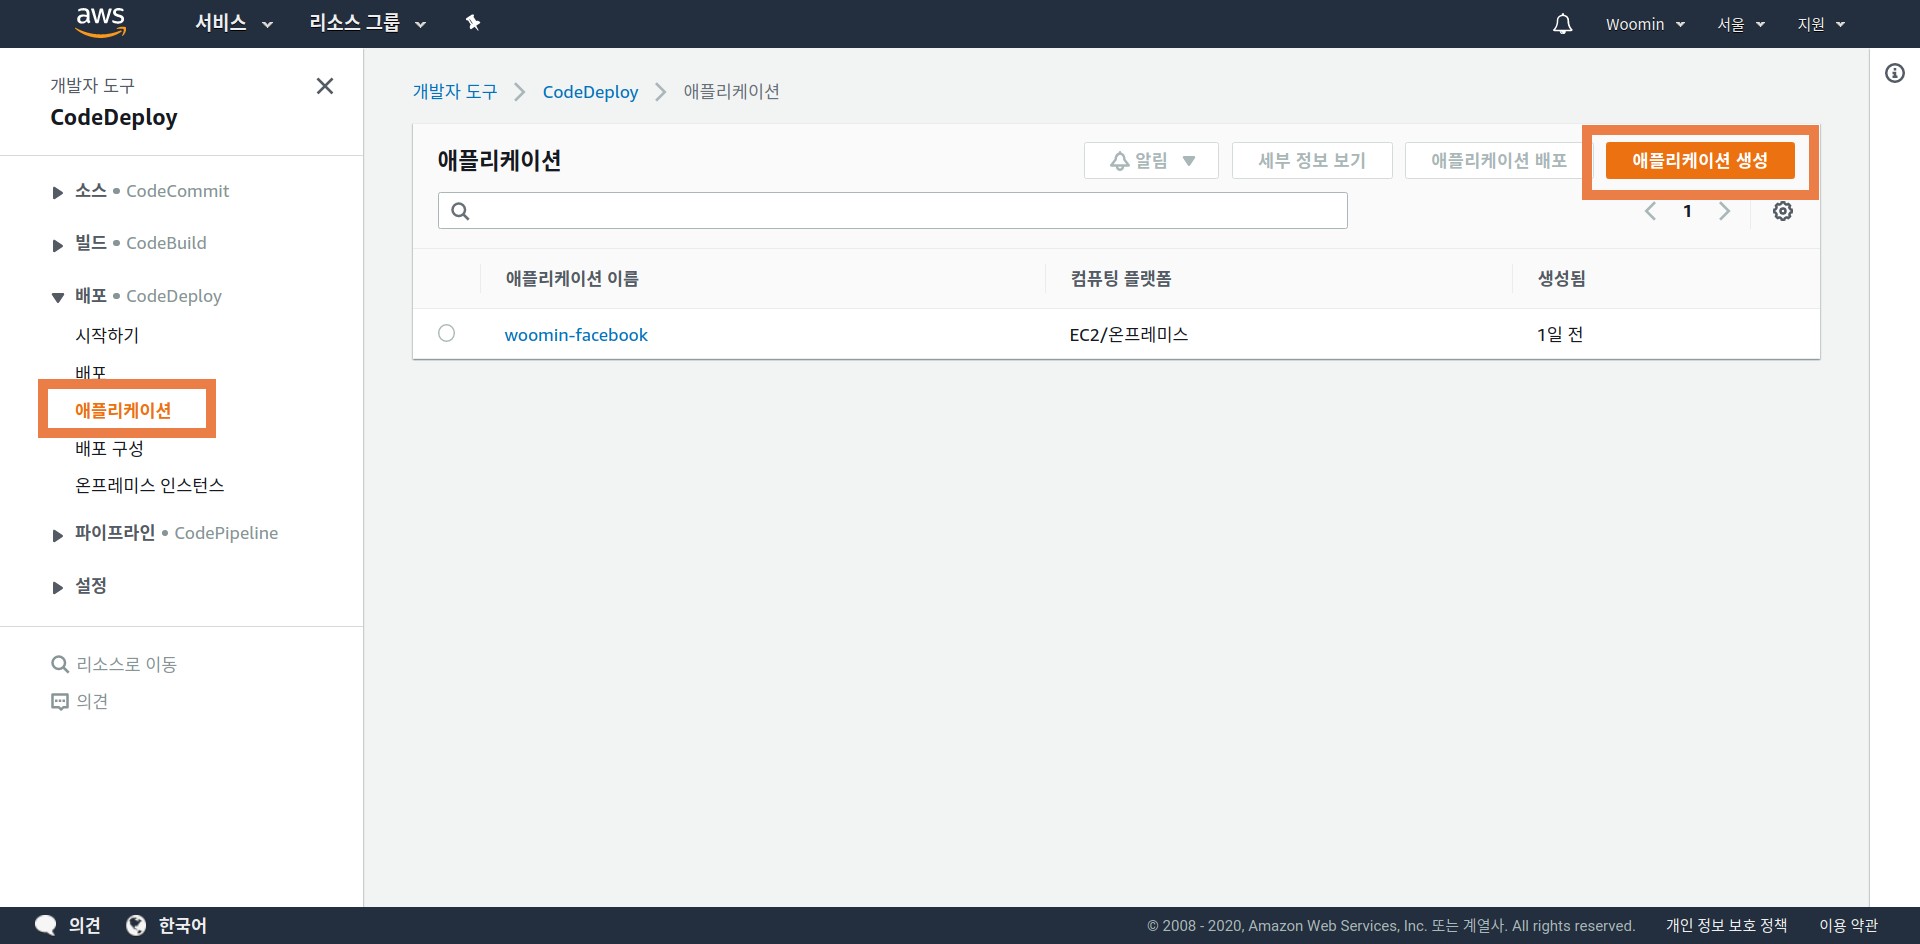 aws 서비스 리소스 그룹 Woomin 서울 지원
개발자 도구
CodeDeploy
소스 • CodeCommit
빌드 • CodeBuild
배포 • CodeDeploy
시작하기
배포
애플리케이션
배포 구성
온프레미스 인스턴스
파이프라인 • CodePipeline
설정
리소스로 이동
의견
개발자 도구 CodeDeploy 애플리케이션
애플리케이션 알림 세부 정보 보기 애플리케이션 배포 애플리케이션 생성
1
애플리케이션 이름 컴퓨팅 플랫폼 생성됨
woomin-facebook EC2/온프레미스 1일 전
의견 한국어 © 2008 - 2020, Amazon Web Services, Inc. 또는 계열사. All rights reserved. 개인 정보 보호 정책 이용 약관